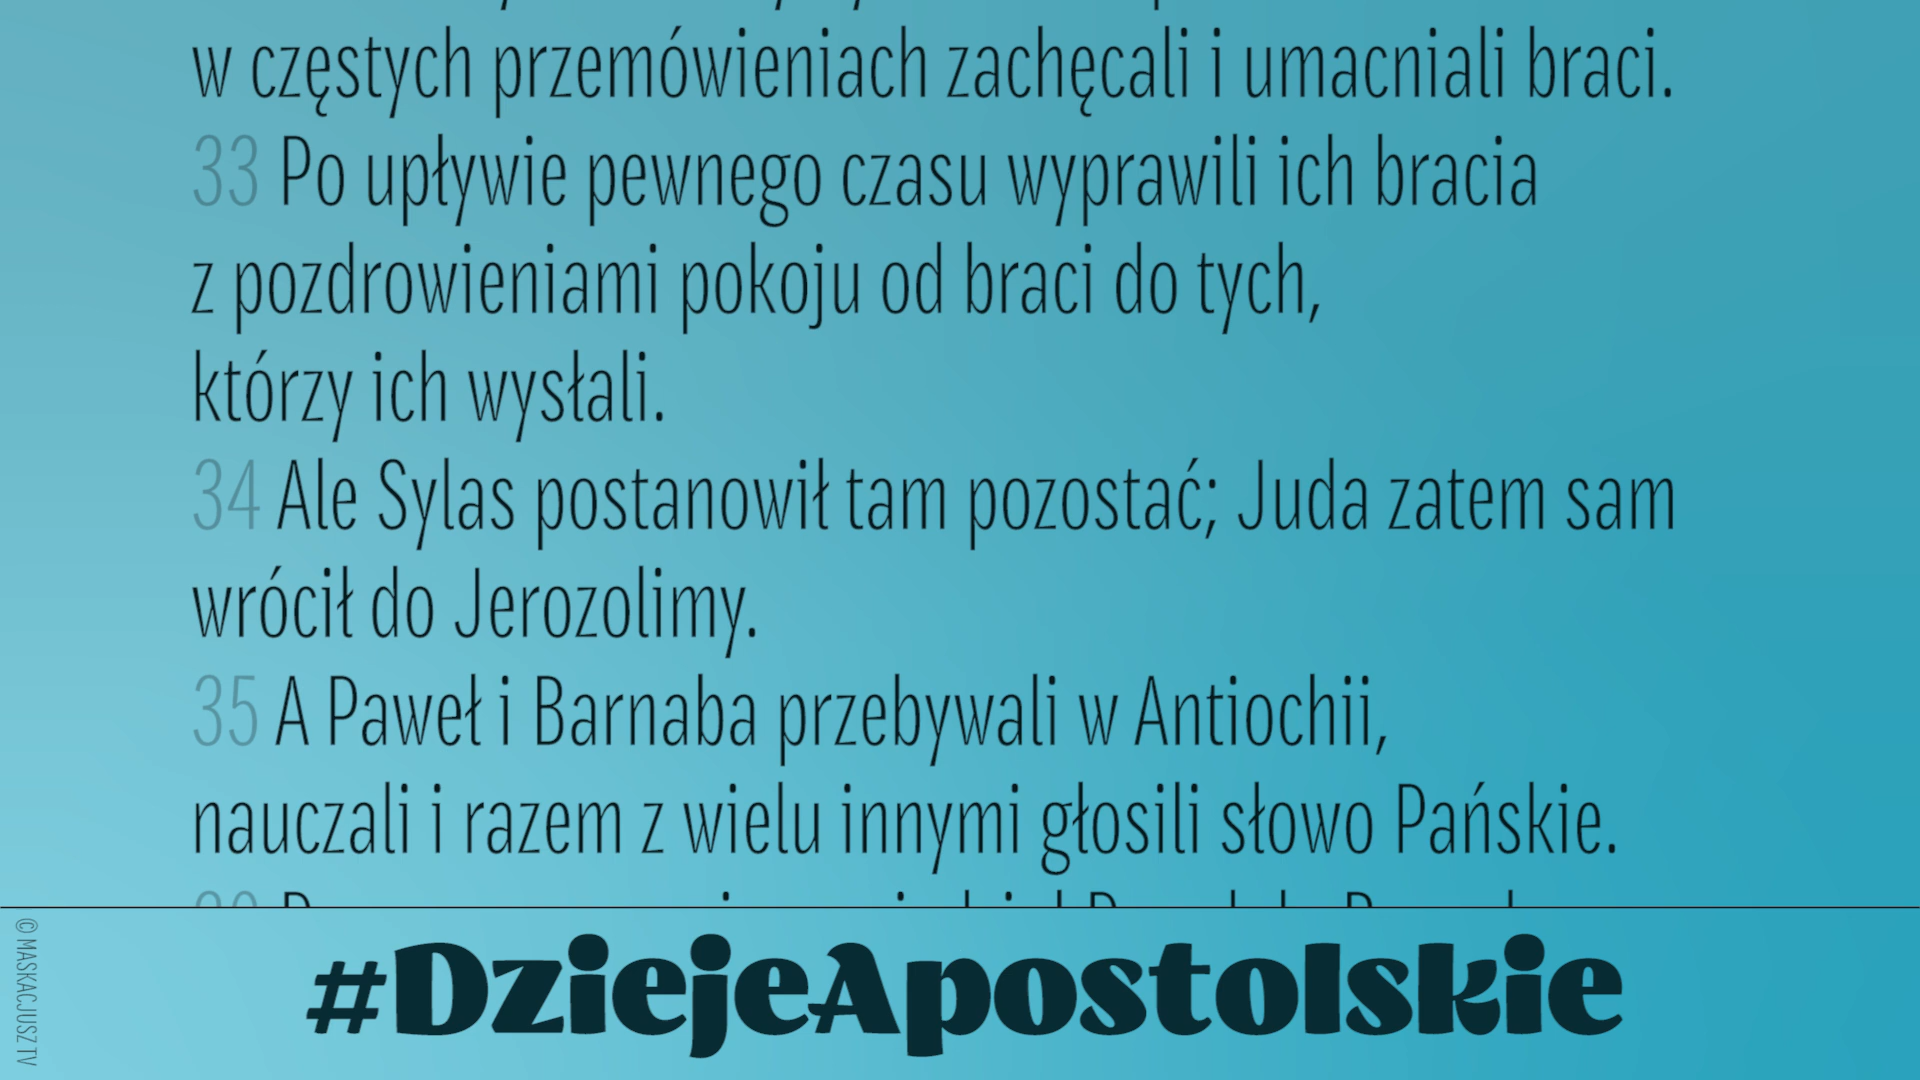 w częstych przemówieniach zachęcali i umacniali braci.
33 Po upływie pewnego czasu wyprawili ich bracia
z pozdrowieniami pokoju od braci do tych,
którzy ich wysłali.
34 Ale Sylas postanowił tam pozostać; Juda zatem sam
wrócił do Jerozolimy.
35 A Paweł i Barnaba przebywali w Antiochii,
nauczali i razem z wielu innymi głosili słowo Pańskie.
#DziejeApostolskie
© MASKACJUSZ TV